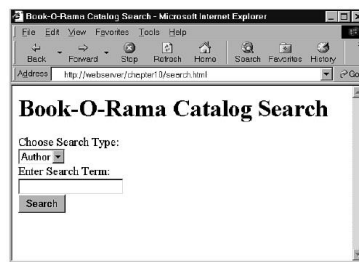 Book-O-Rama Catalog Search - Microsoft Internet Explorer
File Edit View Favorites Tools Help
Back Forward Stop Refresh Home Search Favorites History
Address http://webserver/chapter10/search.html Go
Book-O-Rama Catalog Search
Choose Search Type:
Author
Enter Search Term:
Search